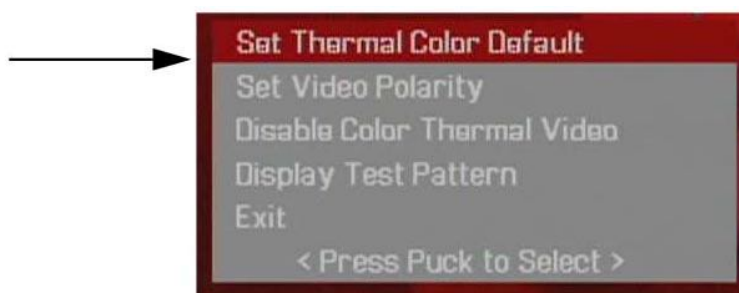 Set Thermal Color Default
Set Video Polarity
Disable Color Thermal Video
Display Test Pattern
Exit
< Press Puck to Select >